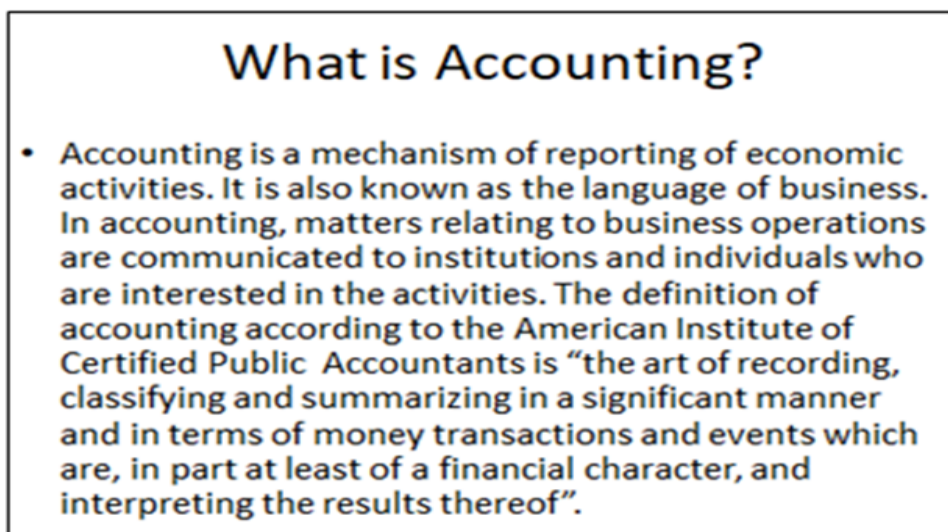 What is Accounting?
• Accounting is a mechanism of reporting of economic
activities. It is also known as the language of business.
In accounting, matters relating to business operations
are communicated to institutions and individuals who
are interested in the activities. The definition of
accounting according to the American Institute of
Certified Public Accountants is “the art of recording,
classifying and summarizing in a significant manner
and in terms of money transactions and events which
are, in part at least of a financial character, and
interpreting the results thereof”.